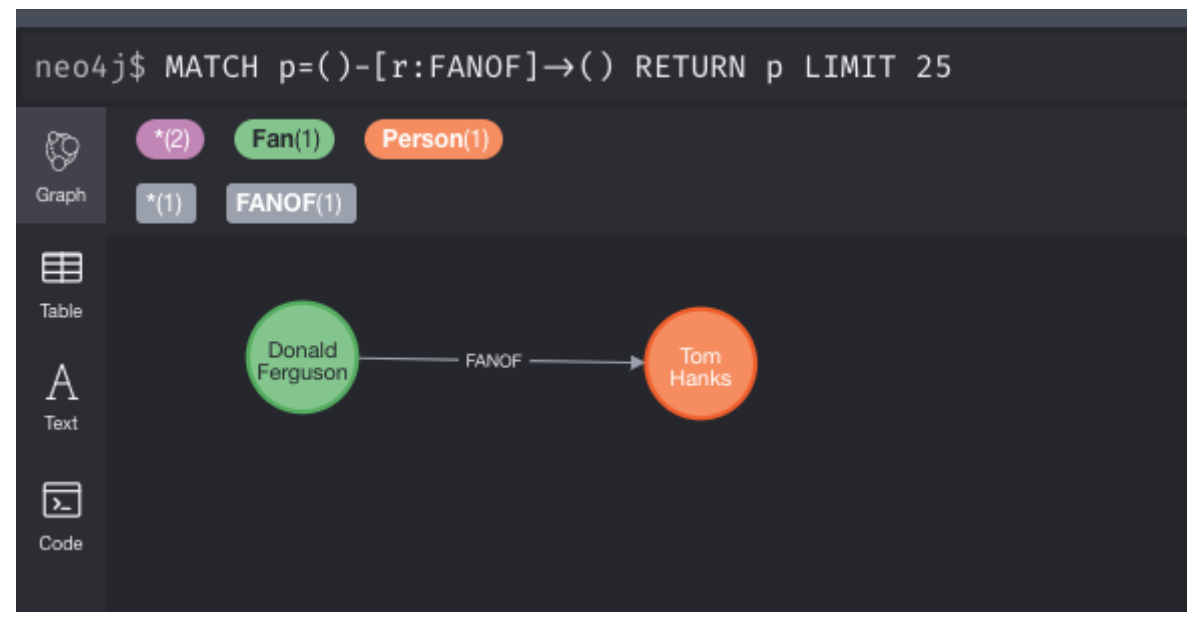 neo4j$ MATCH p=()-[r:FANOF]→() RETURN p LIMIT 25
*(2) Fan(1) Person(1)
Graph
*(1) FANOF(1)
Table
Donald
Ferguson
FANOF
Tom
Hanks
Text
Code